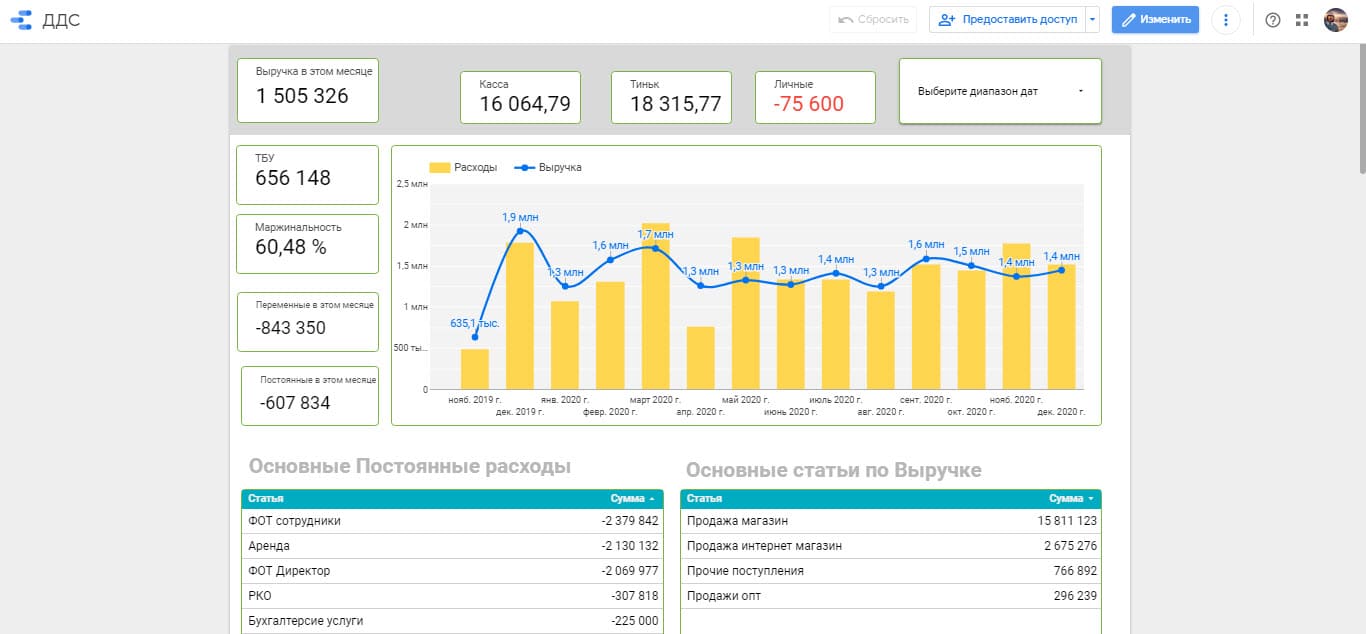 ДДС
Сбросить
Предоставить доступ
Изменить
Выручка в этом месяце
1 505 326
Касса
16 064,79
Тиньк
18 315,77
Личные
-75 600
Выберите диапазон дат
ТБУ
656 148
Маржинальность
60,48 %
Переменные в этом месяце
-843 350
Постоянные в этом месяце
-607 834
Расходы
Выручка
2,5 млн
2 млн
1,5 млн
1 млн
500 ты...
0
635,1 тыс.
1,9 млн
1,3 млн
1,6 млн
1,7 млн
1,3 млн
1,3 млн
1,3 млн
1,4 млн
1,3 млн
1,6 млн
1,5 млн
1,4 млн
1,4 млн
нояб. 2019 г.
дек. 2019 г.
янв. 2020 г.
февр. 2020 г.
март 2020 г.
апр. 2020 г.
май 2020 г.
июнь 2020 г.
июль 2020 г.
авг. 2020 г.
сент. 2020 г.
окт. 2020 г.
нояб. 2020 г.
дек. 2020 г.
Основные Постоянные расходы
Статья Сумма
ФОТ сотрудники -2 379 842
Аренда -2 130 132
ФОТ Директор -2 069 977
РКО -307 818
Бухгалтерсие услуги -225 000
Основные статьи по Выручке
Статья Сумма
Продажа магазин 15 811 123
Продажа интернет магазин 2 675 276
Прочие поступления 766 892
Продажи опт 296 239